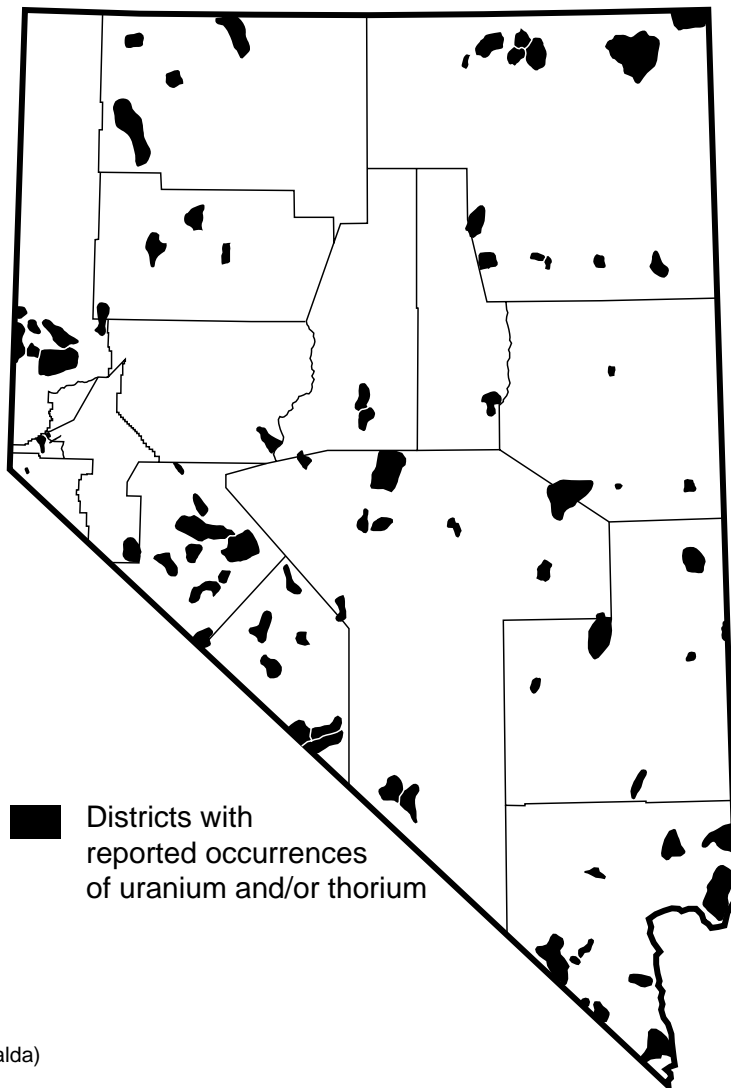 Districts with
reported occurrences
of uranium and/or thorium
alda)